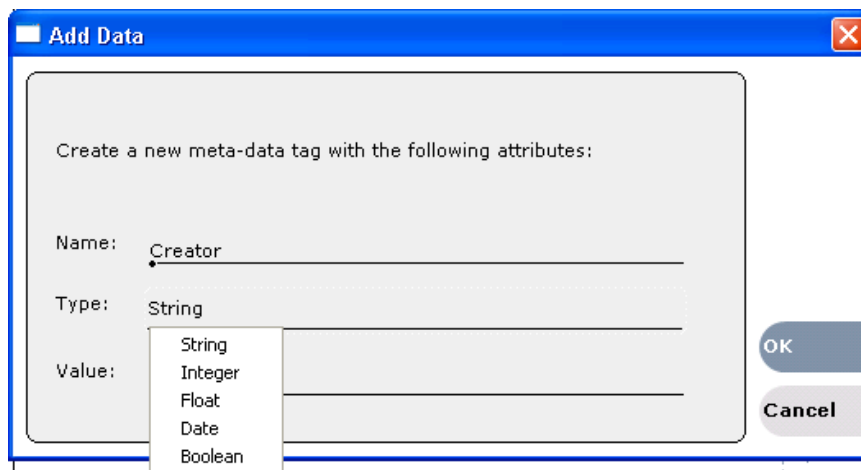 Add Data
Create a new meta-data tag with the following attributes:
Name: Creator
Type: String
String
Integer
Float
Date
Boolean
Value:
OK
Cancel